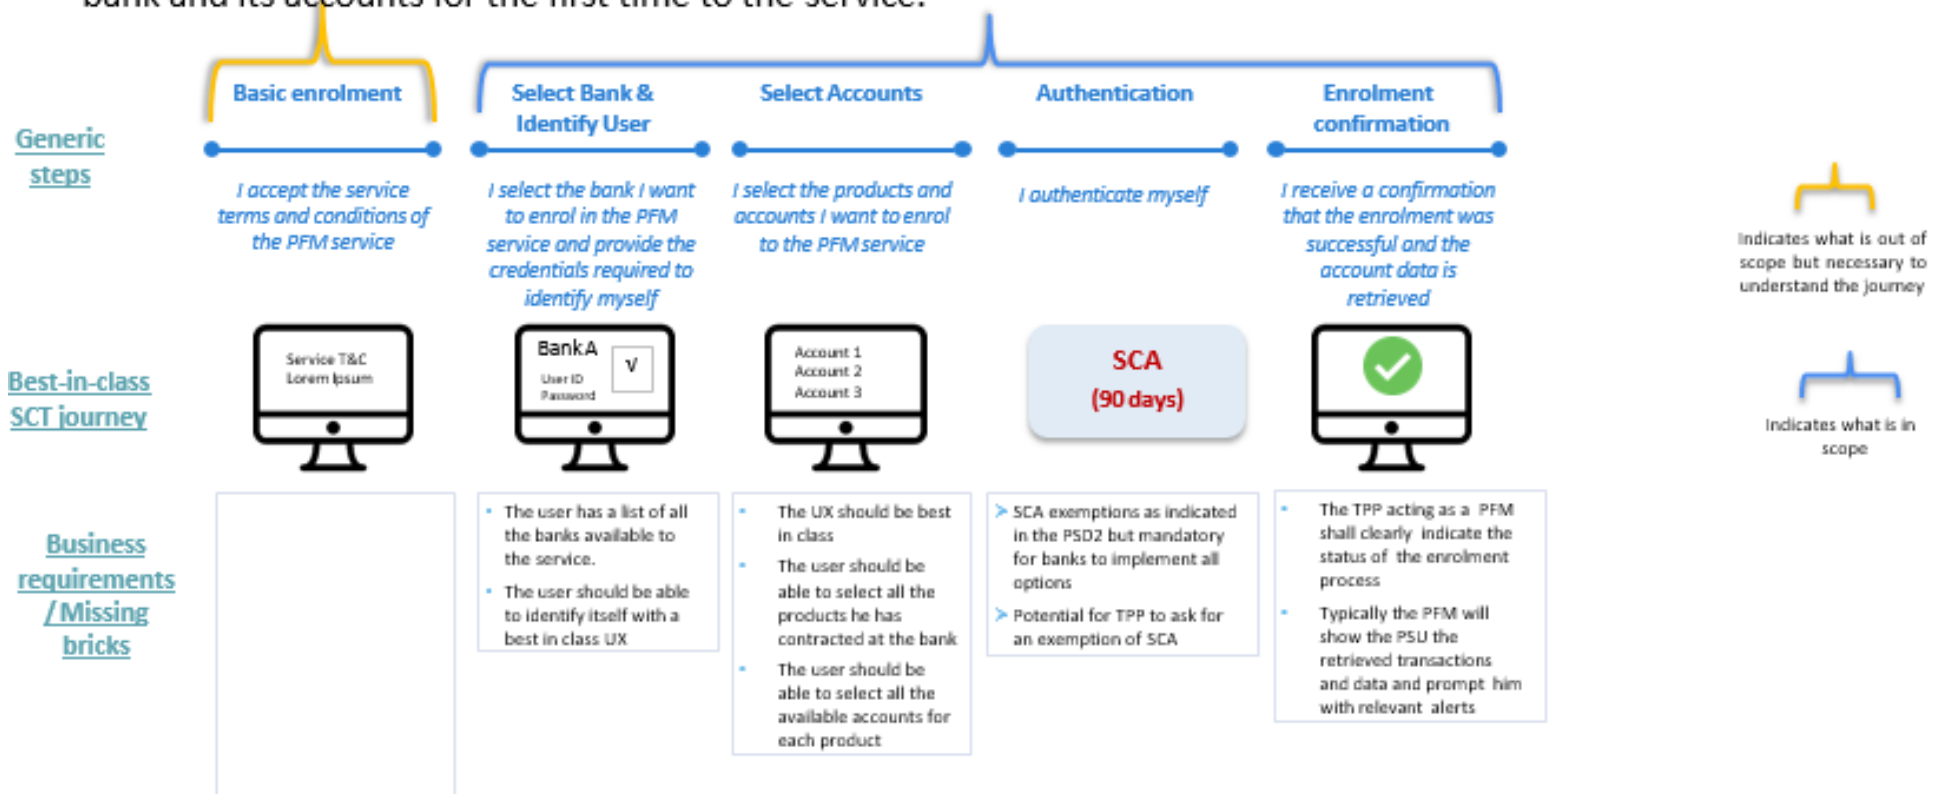 bank and its accounts for the first time to the service.
Basic enrolment
Select Bank &
Identify User
Select Accounts
Authentication
Enrolment
confirmation
Generic
steps
I accept the service
terms and conditions of
the PFM service
I select the bank I want
to enrol in the PFM
service and provide the
credentials required to
identify myself
I select the products and
accounts I want to enrol
to the PFM service
I authenticate myself
I receive a confirmation
that the enrolment was
successful and the
account data is
retrieved
Indicates what is out of
scope but necessary to
understand the journey
Best-in-class
SCT journey
Service T&C
Lorem Ipsum
Bank A
√
User ID
Password
Account 1
Account 2
Account 3
SCA
(90 days)
Indicates what is in
scope
Business
requirements
/ Missing
bricks
• The user has a list of all
the banks available to
the service.
• The user should be able
to identify itself with a
best in class UX
• The UX should be best
in class
• The user should be
able to select all the
products he has
contracted at the bank
• The user should be
able to select all the
available accounts for
each product
➢ SCA exemptions as indicated
in the PSD2 but mandatory
for banks to implement all
options
➢ Potential for TPP to ask for
an exemption of SCA
• The TPP acting as a PFM
shall clearly indicate the
status of the enrolment
process
• Typically the PFM will
show the PSU the
retrieved transactions
and data and prompt him
with relevant alerts